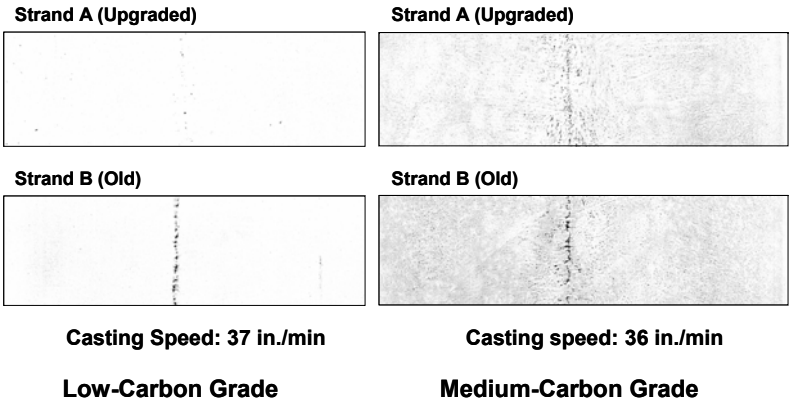 Strand A (Upgraded)
Strand A (Upgraded)
Strand B (Old)
Strand B (Old)
Casting Speed: 37 in./min
Casting speed: 36 in./min
Low-Carbon Grade
Medium-Carbon Grade